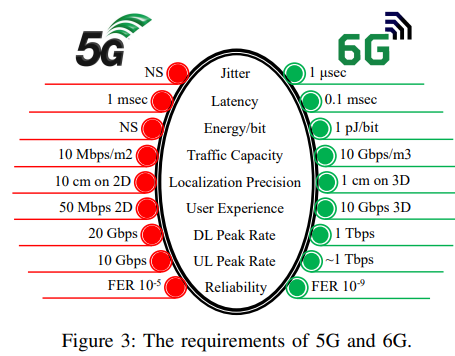 5G 6G
NS Jitter 1 μsec
1 msec Latency 0.1 msec
NS Energy/bit 1 pJ/bit
10 Mbps/m2 Traffic Capacity 10 Gbps/m3
10 cm on 2D Localization Precision 1 cm on 3D
50 Mbps 2D User Experience 10 Gbps 3D
20 Gbps DL Peak Rate 1 Tbps
10 Gbps UL Peak Rate ~1 Tbps
FER 10⁻⁵ Reliability FER 10⁻⁹
Figure 3: The requirements of 5G and 6G.